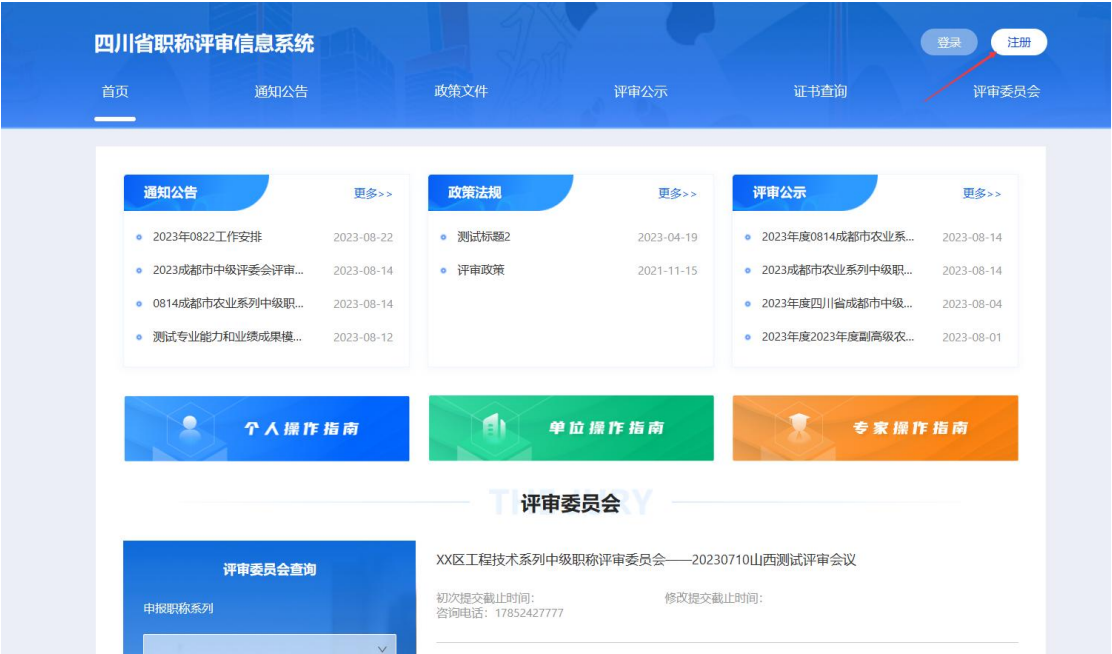 四川省职称评审信息系统
登录
注册
首页
通知公告
政策文件
评审公示
证书查询
评审委员会
通知公告
更多>>
2023年0822工作安排
2023-08-22
2023成都市中级评委会评审...
2023-08-14
0814成都市农业系列中级职...
2023-08-14
测试专业能力和业绩成果模...
2023-08-12
政策法规
更多>>
测试标题2
2023-04-19
评审政策
2021-11-15
评审公示
更多>>
2023年度0814成都市农业系...
2023-08-14
2023成都市农业系列中级职...
2023-08-14
2023年度四川省成都市中级...
2023-08-04
2023年度2023年度副高级农...
2023-08-01
个人操作指南
单位操作指南
专家操作指南
评审委员会
评审委员会查询
申报职称系列
XX区工程技术系列中级职称评审委员会——20230710山西测试评审会议
初次提交截止时间：
修改提交截止时间：
咨询电话：17852427777